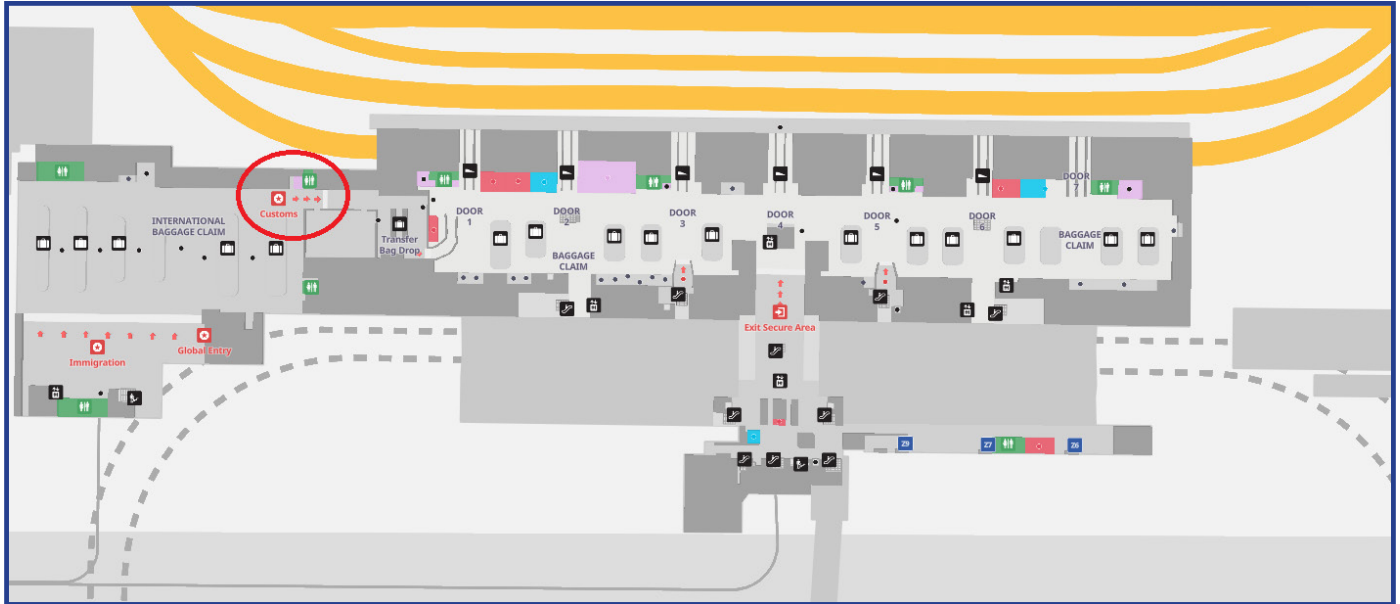 DOOR
7
Customs
INTERNATIONAL
BAGGAGE CLAIM
Transfer
Bag Drop
DOOR
1
DOOR
2
DOOR
3
DOOR
4
DOOR
5
DOOR
6
BAGGAGE
CLAIM
BAGGAGE
CLAIM
Exit Secure Area
Global Entry
Immigration
Z9
Z7
Z6